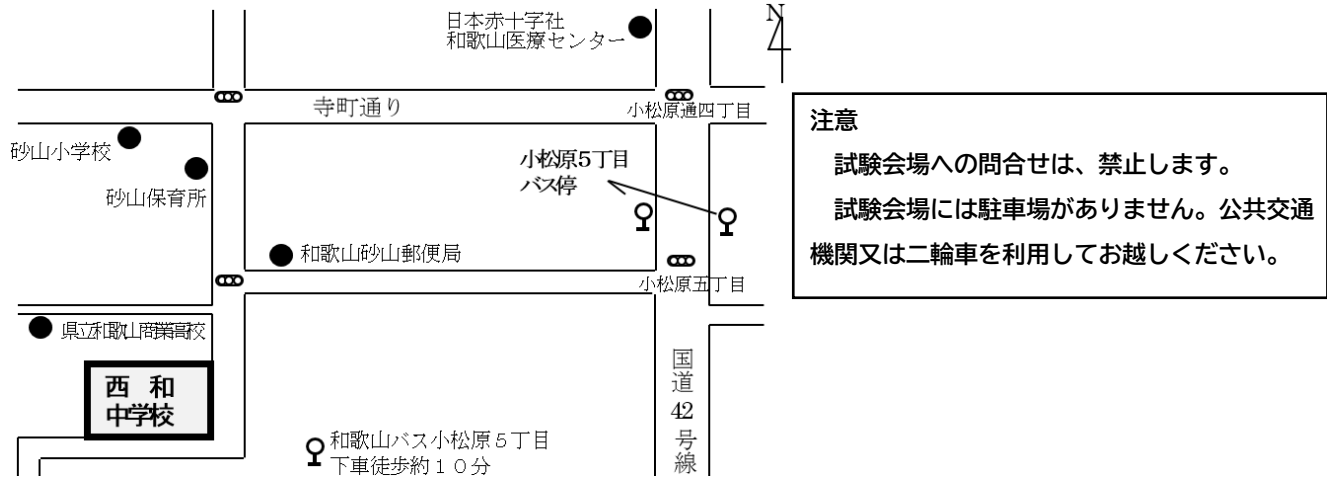 日本赤十字社
和歌山医療センター
N
寺町通り
小松原通四丁目
砂山小学校
砂山保育所
小松原5丁目
バス停
和歌山砂山郵便局
小松原五丁目
県立和歌山商業高校
西 和
中学校
国道42号線
和歌山バス小松原５丁目
下車徒歩約１０分
注意
試験会場への問合せは、禁止します。
試験会場には駐車場がありません。公共交通
機関又は二輪車を利用してお越しください。